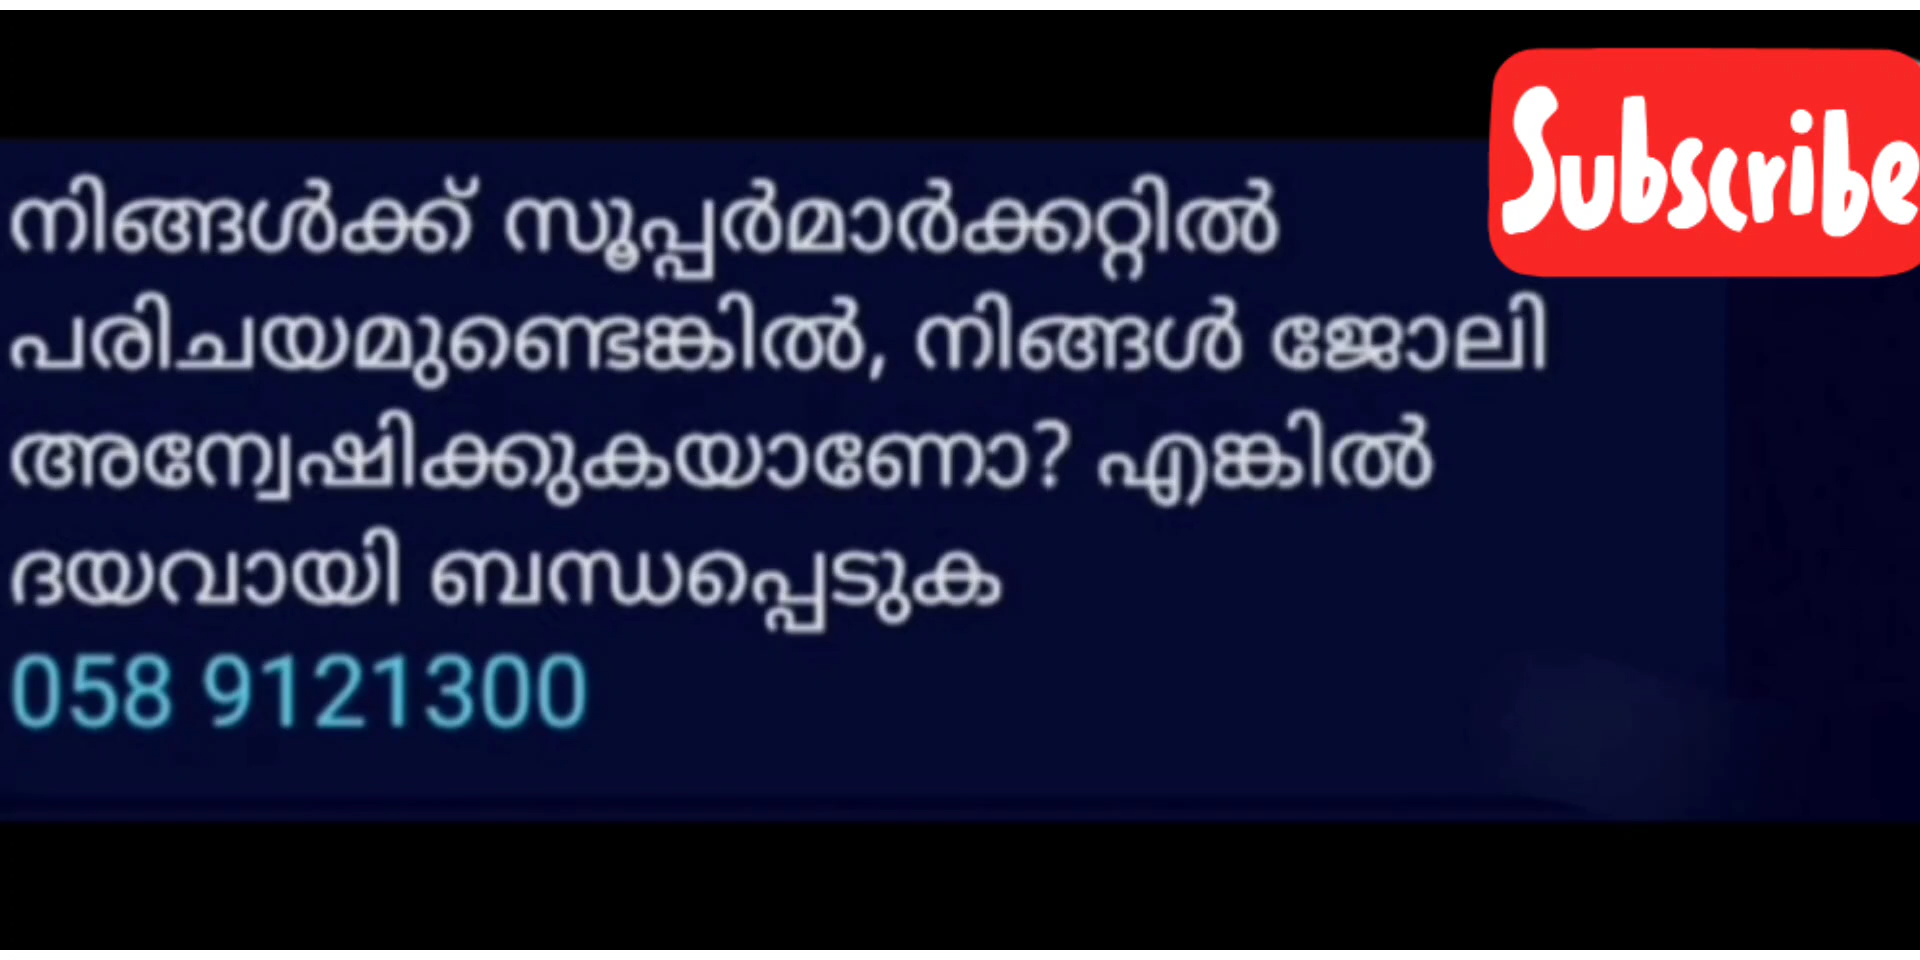 Subscribe
നിങ്ങൾക്ക് സൂപ്പർമാർക്കറ്റിൽ
പരിചയമുണ്ടെങ്കിൽ, നിങ്ങൾ ജോലി
അന്വേഷിക്കുകയാണോ? എങ്കിൽ
ദയവായി ബന്ധപ്പെടുക
058 9121300